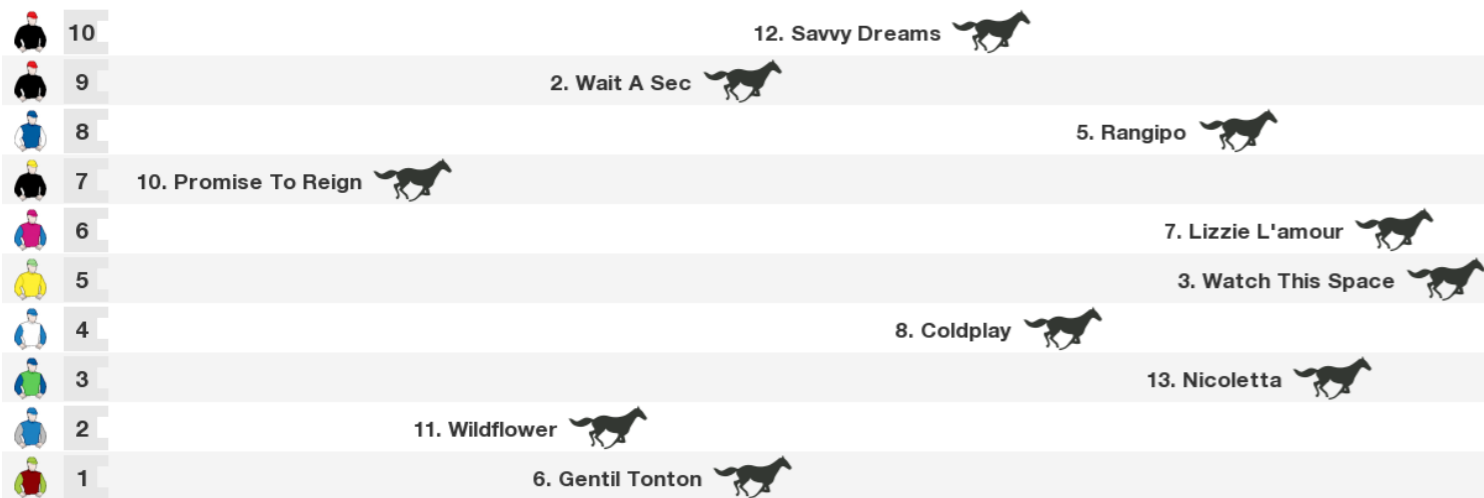 10 12. Savvy Dreams
9 2. Wait A Sec
8 5. Rangipo
7 10. Promise To Reign
6 7. Lizzie L'amour
5 3. Watch This Space
4 8. Coldplay
3 13. Nicoletta
2 11. Wildflower
1 6. Gentil Tonton